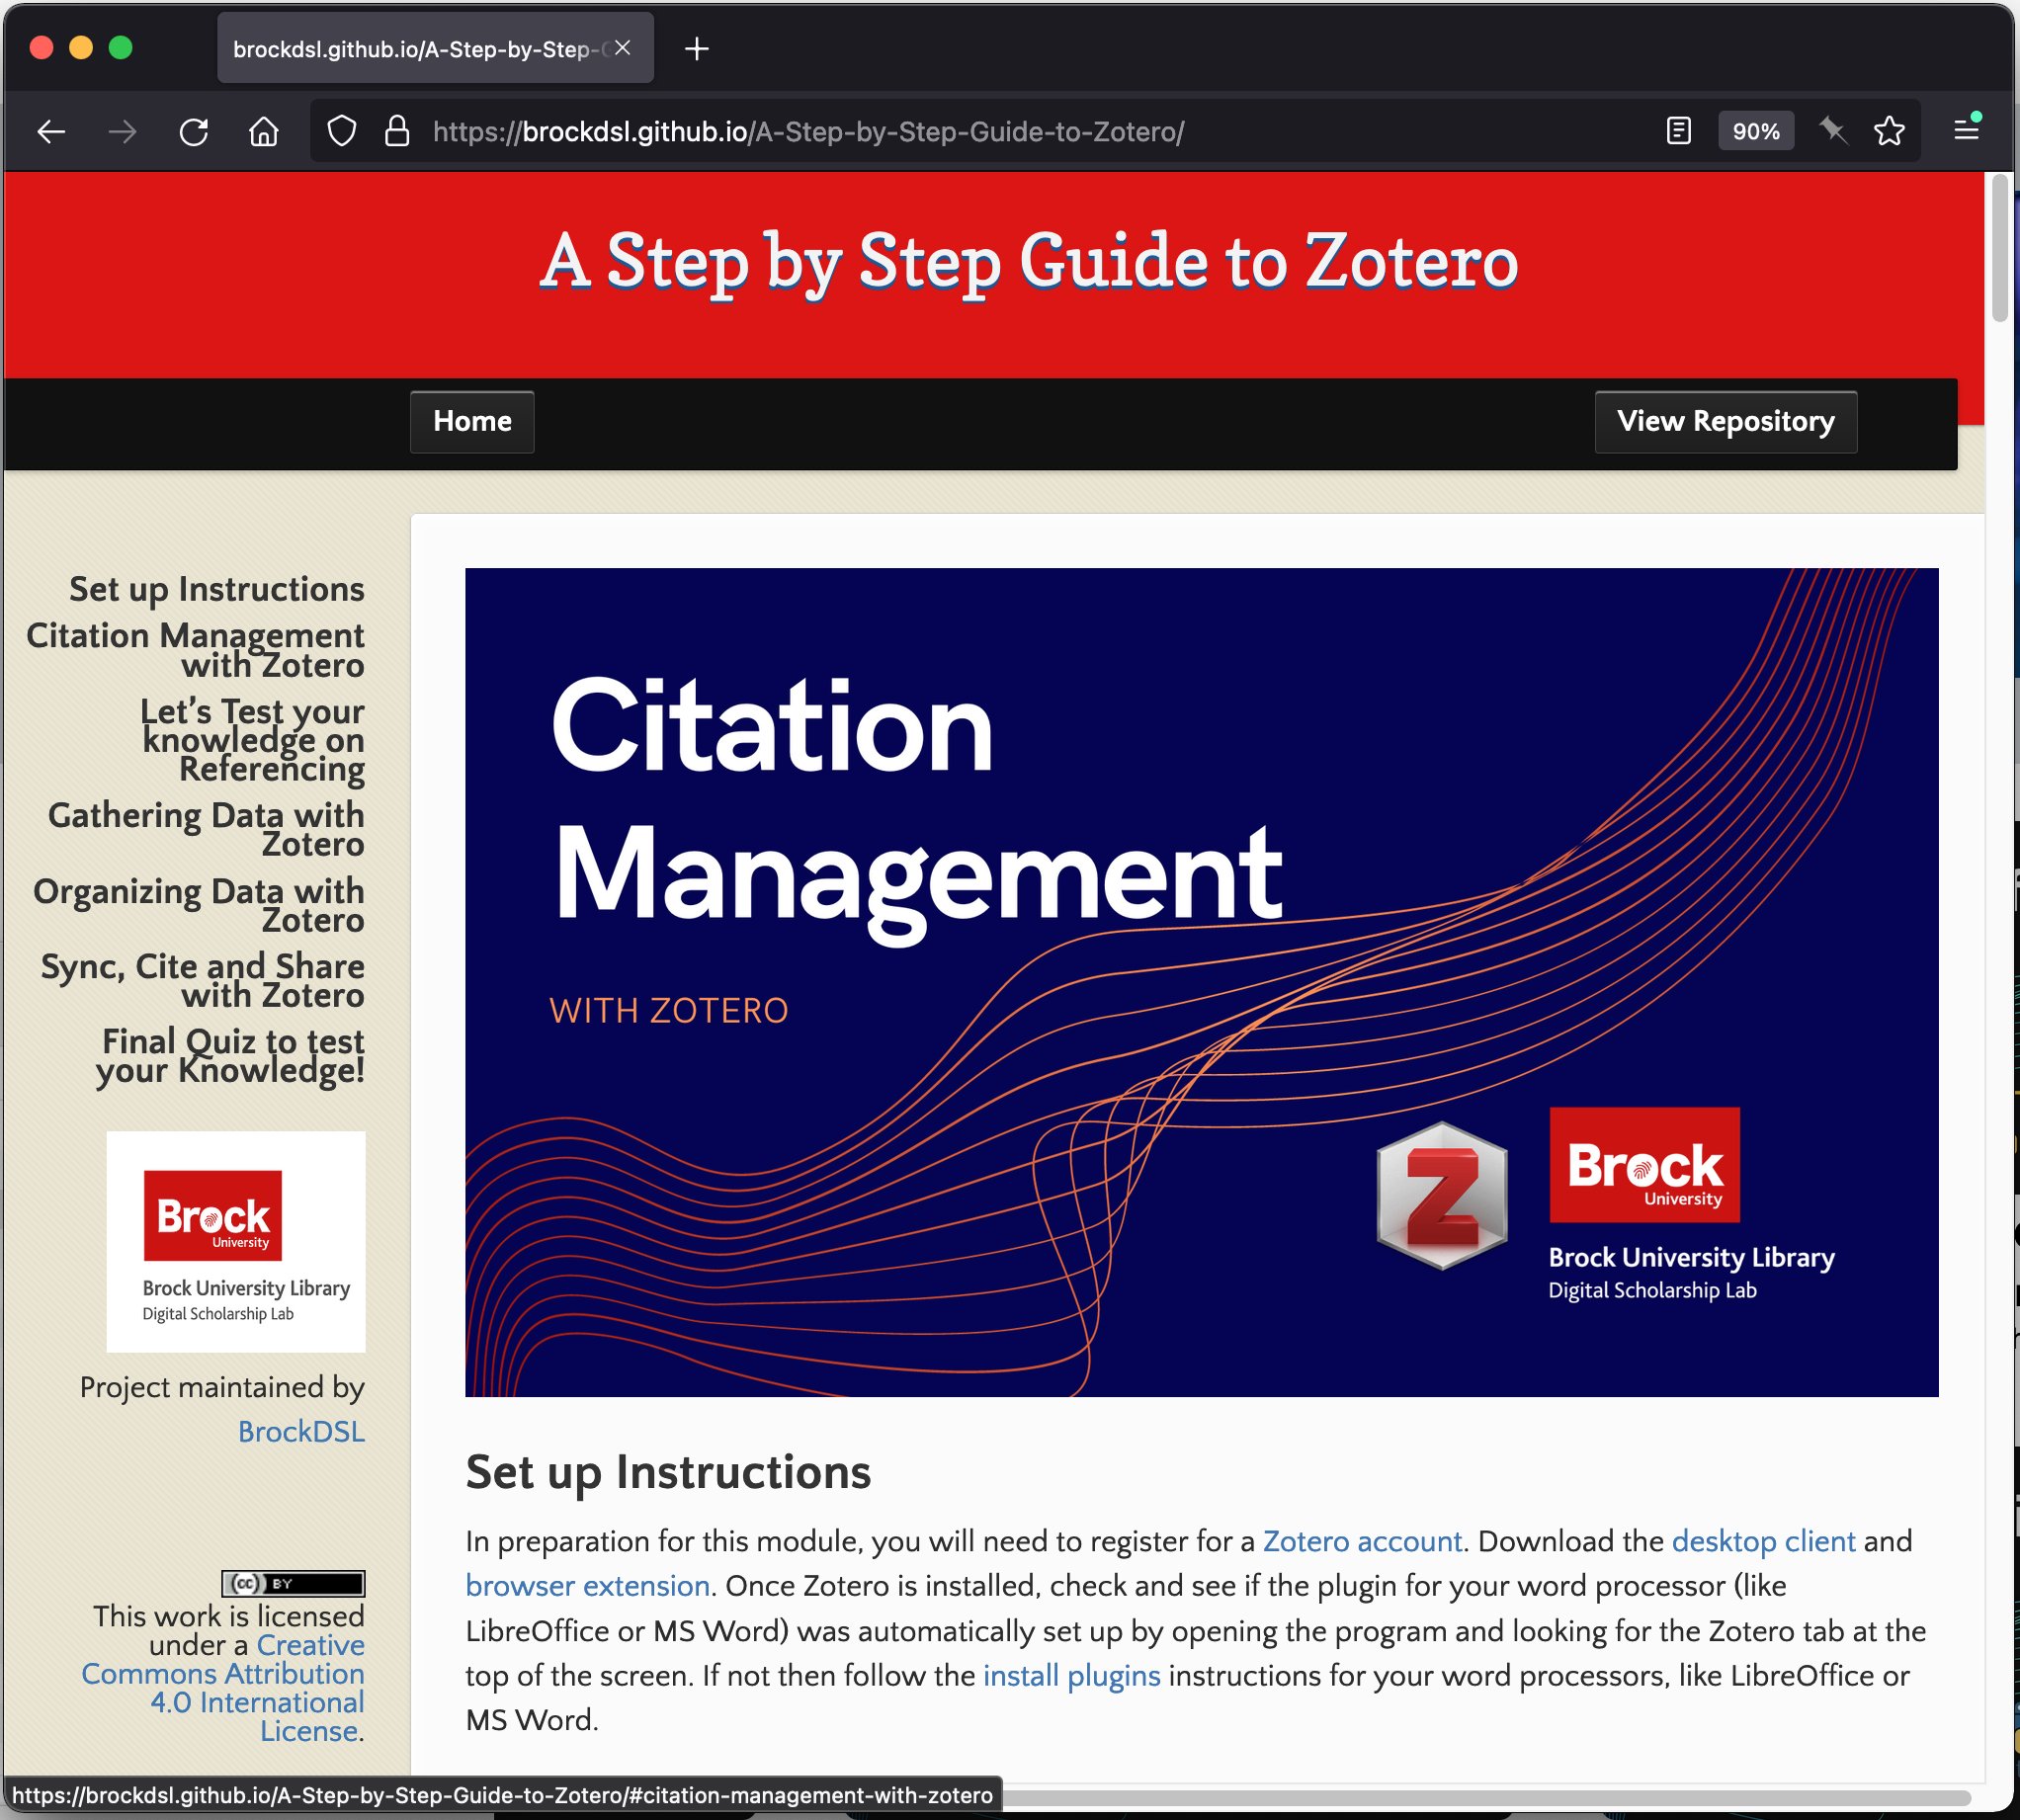 brockdsl.github.io/A-Step-by-Step-
https://brockdsl.github.io/A-Step-by-Step-Guide-to-Zotero/
90%
A Step by Step Guide to Zotero
Home
View Repository
Set up Instructions
Citation Management
with Zotero
Let's Test your
knowledge on
Referencing
Gathering Data with
Zotero
Organizing Data with
Zotero
Sync, Cite and Share
with Zotero
Final Quiz to test
your Knowledge!
Brock
University
Brock University Library
Digital Scholarship Lab
Project maintained by
BrockDSL
cc BY
This work is licensed
under a Creative
Commons Attribution
4.0 International
License.
Citation
Management
WITH ZOTERO
Z
Brock
University
Brock University Library
Digital Scholarship Lab
Set up Instructions
In preparation for this module, you will need to register for a Zotero account. Download the desktop client and
browser extension. Once Zotero is installed, check and see if the plugin for your word processor (like
LibreOffice or MS Word) was automatically set up by opening the program and looking for the Zotero tab at the
top of the screen. If not then follow the install plugins instructions for your word processors, like LibreOffice or
MS Word.
https://brockdsl.github.io/A-Step-by-Step-Guide-to-Zotero/#citation-management-with-zotero